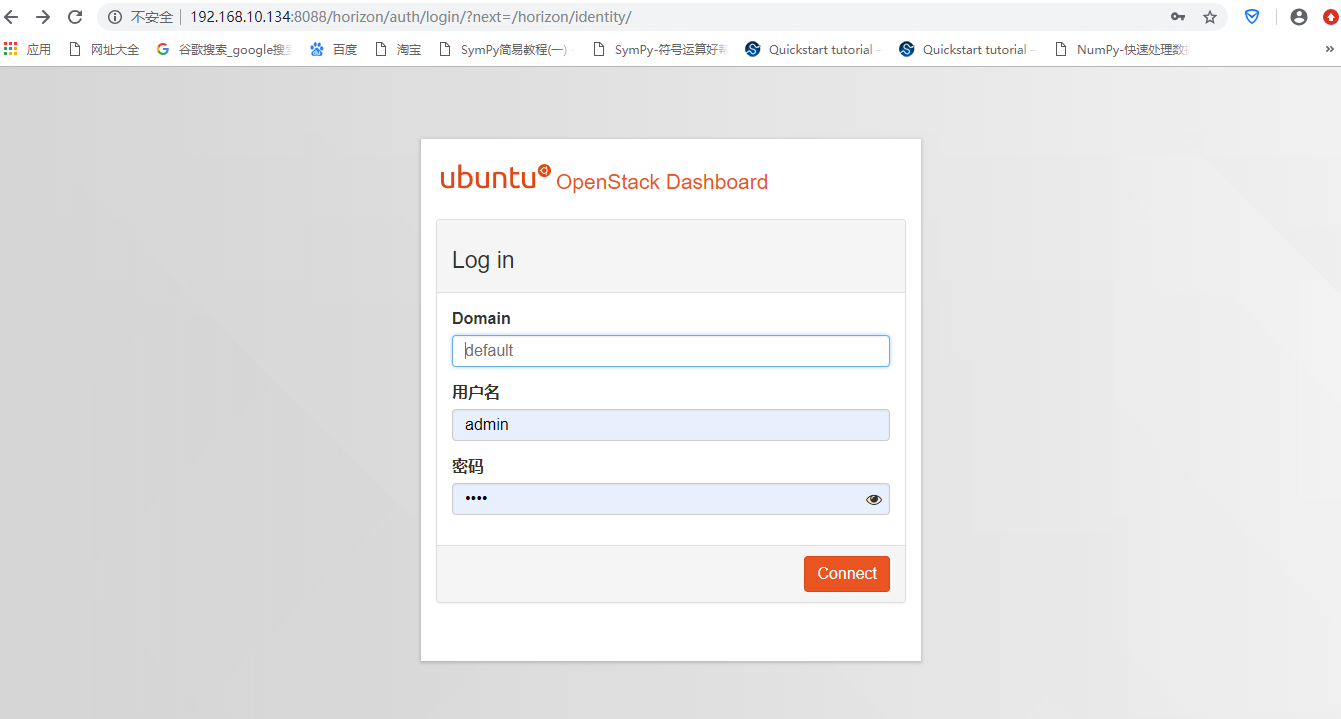 不安全 192.168.10.134:8088/horizon/auth/login/?next=/horizon/identity/
应用 网址大全 谷歌搜索_google搜 百度 淘宝 SymPy简易教程(一) SymPy-符号运算好 Quickstart tutorial Quickstart tutorial NumPy-快速处理数 »
ubuntu OpenStack Dashboard
Log in
Domain
default
用户名
admin
密码
••••
Connect